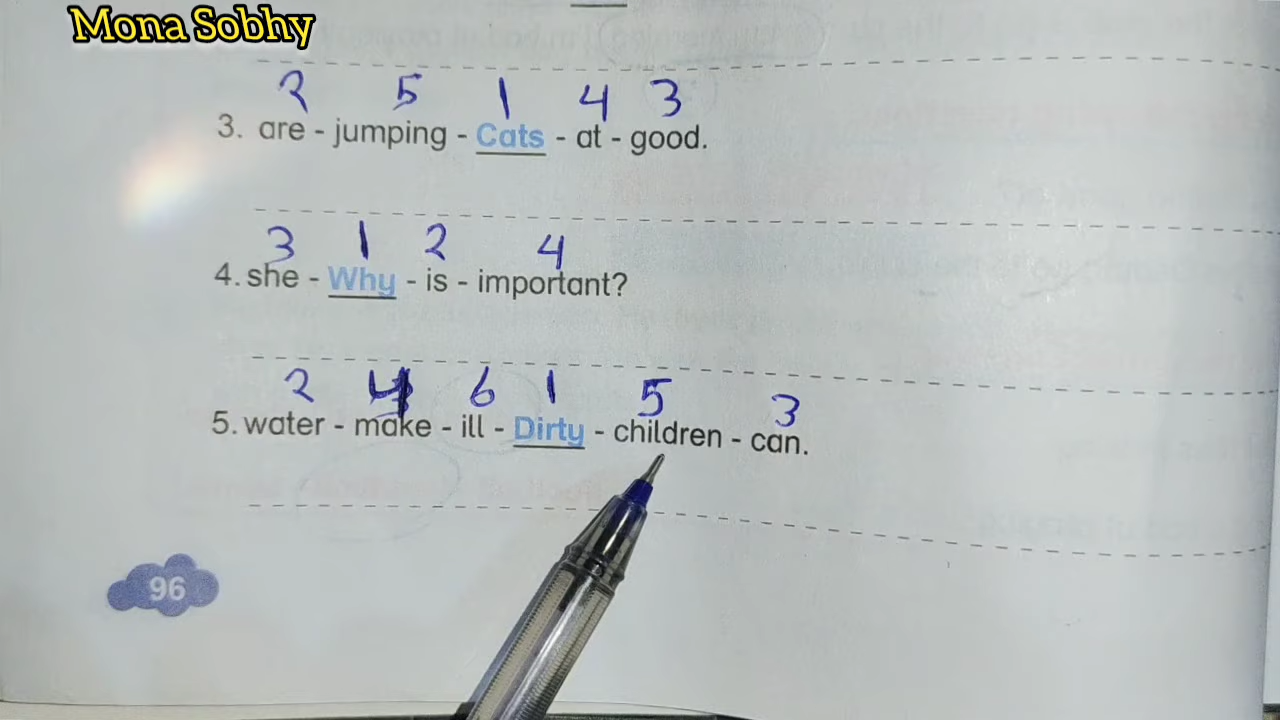 Mona Sobhy
2 5 1 4 3
3. are - jumping - Cats - at - good.
3 1 2 4
4. she - Why - is - important?
2 4 6 1 5 3
5. water - make - ill - Dirty - children - can.
96